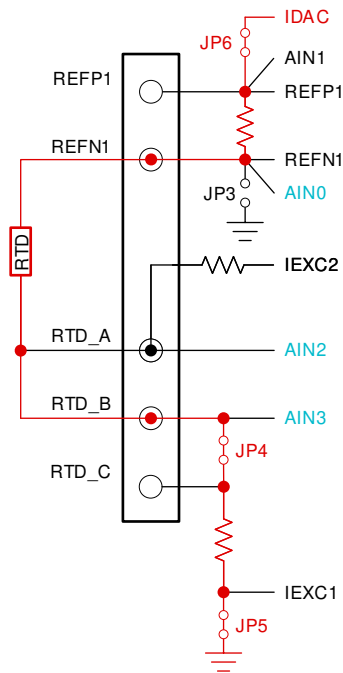 IDAC
JP6
AIN1
REFP1
REFP1
REFN1
REFN1
JP3
AIN0
RTD
IEXC2
RTD_A
AIN2
RTD_B
AIN3
JP4
RTD_C
IEXC1
JP5